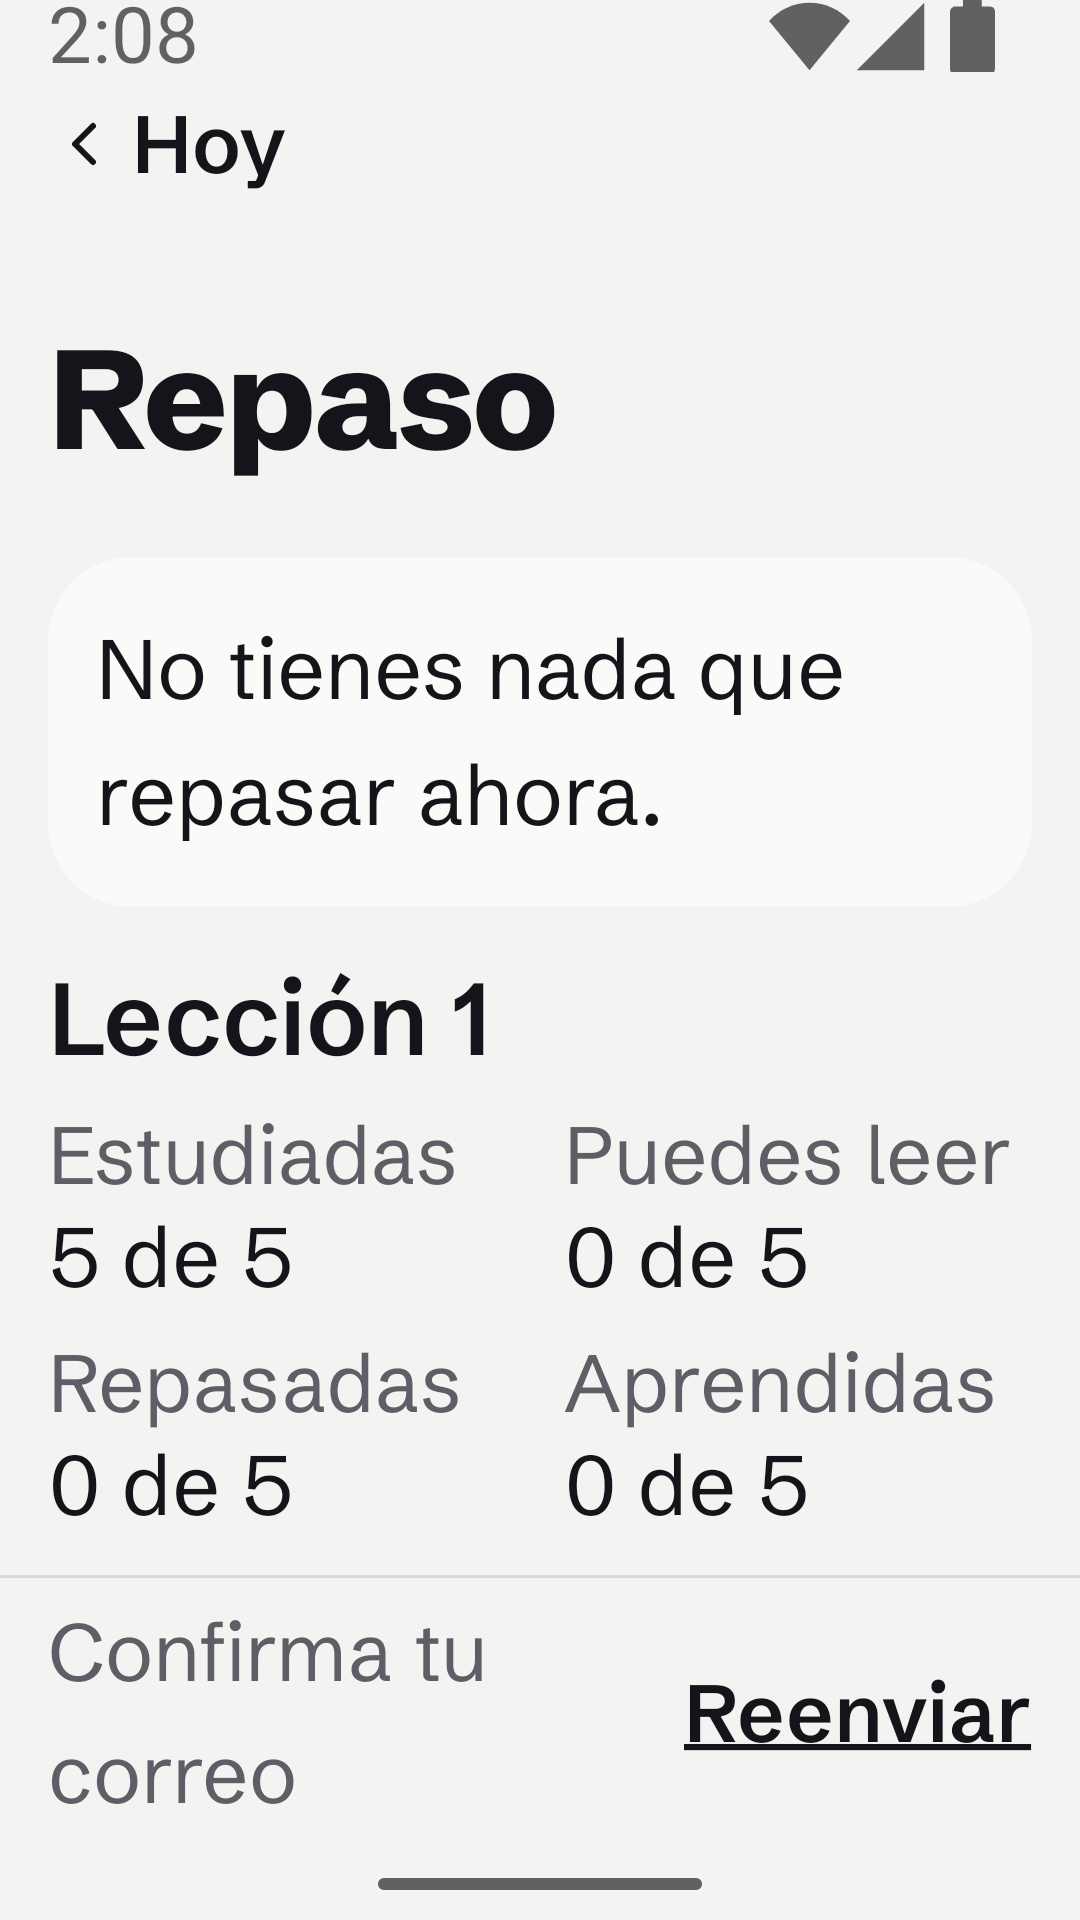 2:08
Hoy
Repaso
No tienes nada que
repasar ahora.
Lección 1
Estudiadas
5 de 5
Puedes leer
0 de 5
Repasadas
0 de 5
Aprendidas
0 de 5
Confirma tu
correo
Reenviar